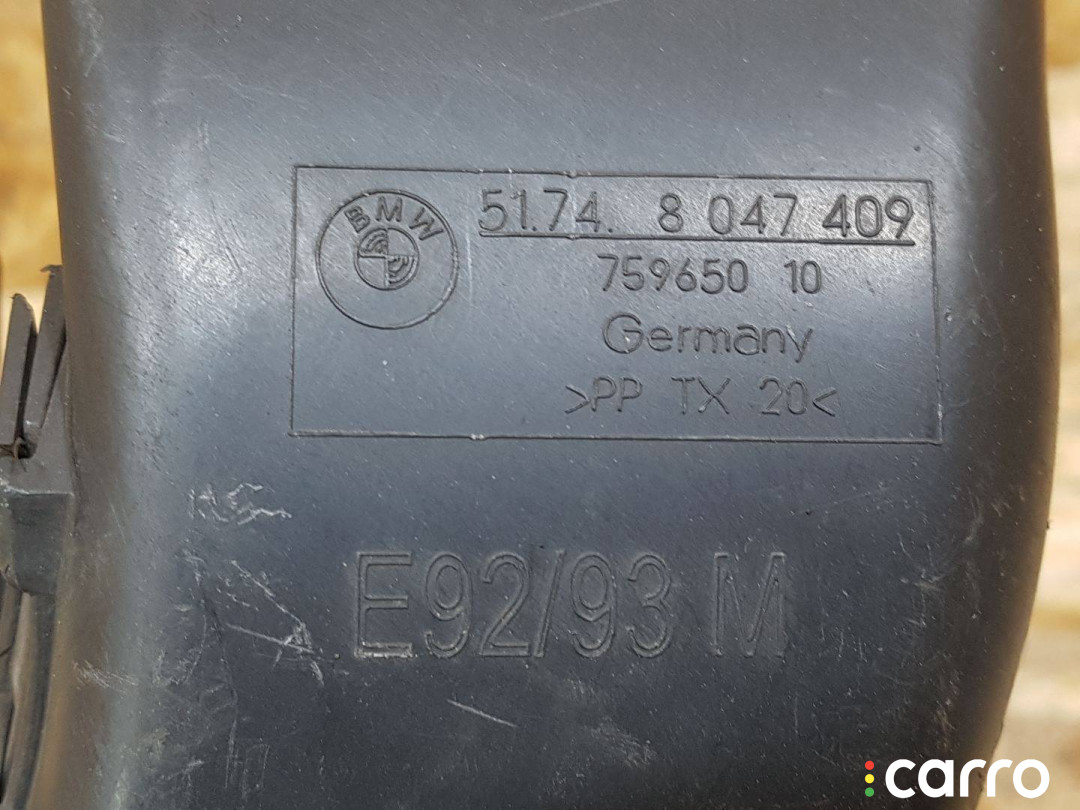 BMW
51.74. 8 047 409
759650 10
Germany
>PP TX 20<
E92/93 M
carro